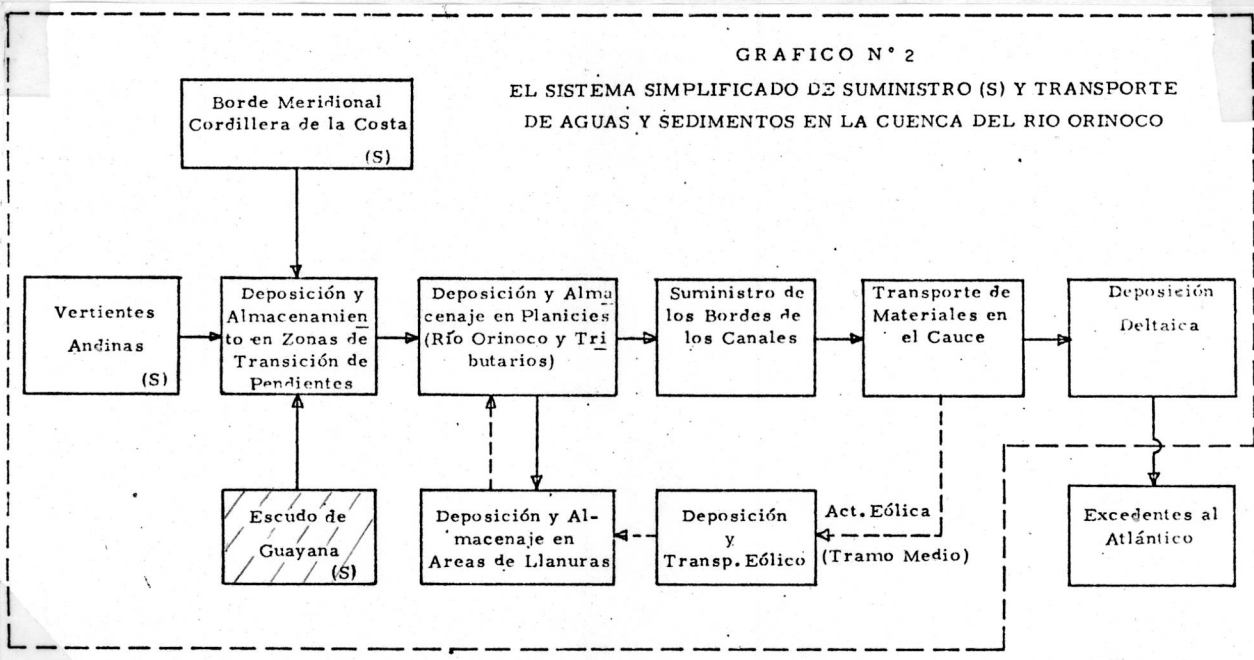 GRAFICO N° 2
EL SISTEMA SIMPLIFICADO DE SUMINISTRO (S) Y TRANSPORTE
DE AGUAS Y SEDIMENTOS EN LA CUENCA DEL RIO ORINOCO
Borde Meridional
Cordillera de la Costa
(S)
Vertientes
Andinas
(S)
Deposición y
Almacenamien
to en Zonas de
Transición de
Pendientes
Deposición y Alma
cenaje en Planicies
(Río Orinoco y Tri
butarios)
Suministro de
los Bordes de
los Canales
Transporte de
Materiales en
el Cauce
Deposición
Deltaica
Escudo de
Guayana
(S)
Deposición y Al-
macenaje en
Areas de Llanuras
Deposición
y
Transp. Eólico
Act. Eólica
(Tramo Medio)
Excedentes al
Atlántico